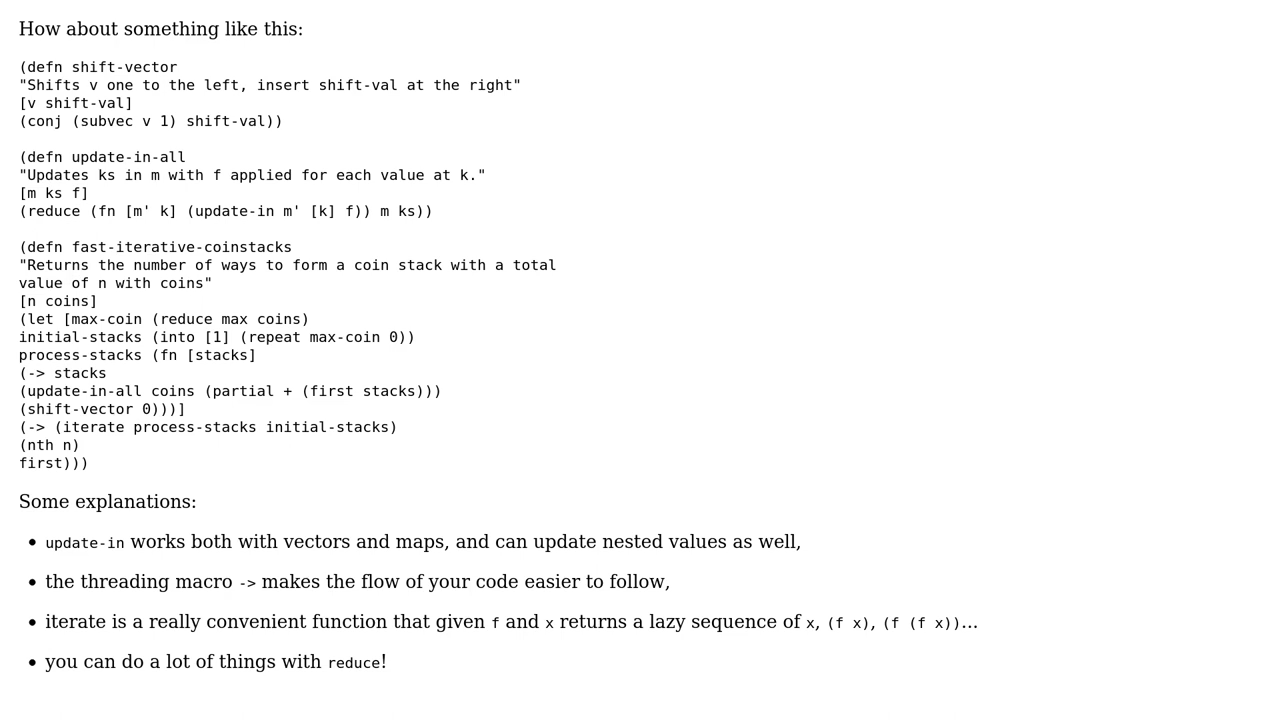 How about something like this:
(defn shift-vector
"Shifts v one to the left, insert shift-val at the right"
[v shift-val]
(conj (subvec v 1) shift-val))
(defn update-in-all
"Updates ks in m with f applied for each value at k."
[m ks f]
(reduce (fn [m' k] (update-in m' [k] f)) m ks))
(defn fast-iterative-coinstacks
"Returns the number of ways to form a coin stack with a total
value of n with coins"
[n coins]
(let [max-coin (reduce max coins)
initial-stacks (into [1] (repeat max-coin 0))
process-stacks (fn [stacks]
(-> stacks
(update-in-all coins (partial + (first stacks)))
(shift-vector 0)))]
(-> (iterate process-stacks initial-stacks)
(nth n)
first)))
Some explanations:
• update-in works both with vectors and maps, and can update nested values as well,
• the threading macro -> makes the flow of your code easier to follow,
• iterate is a really convenient function that given f and x returns a lazy sequence of x, (f x), (f (f x))…
• you can do a lot of things with reduce!